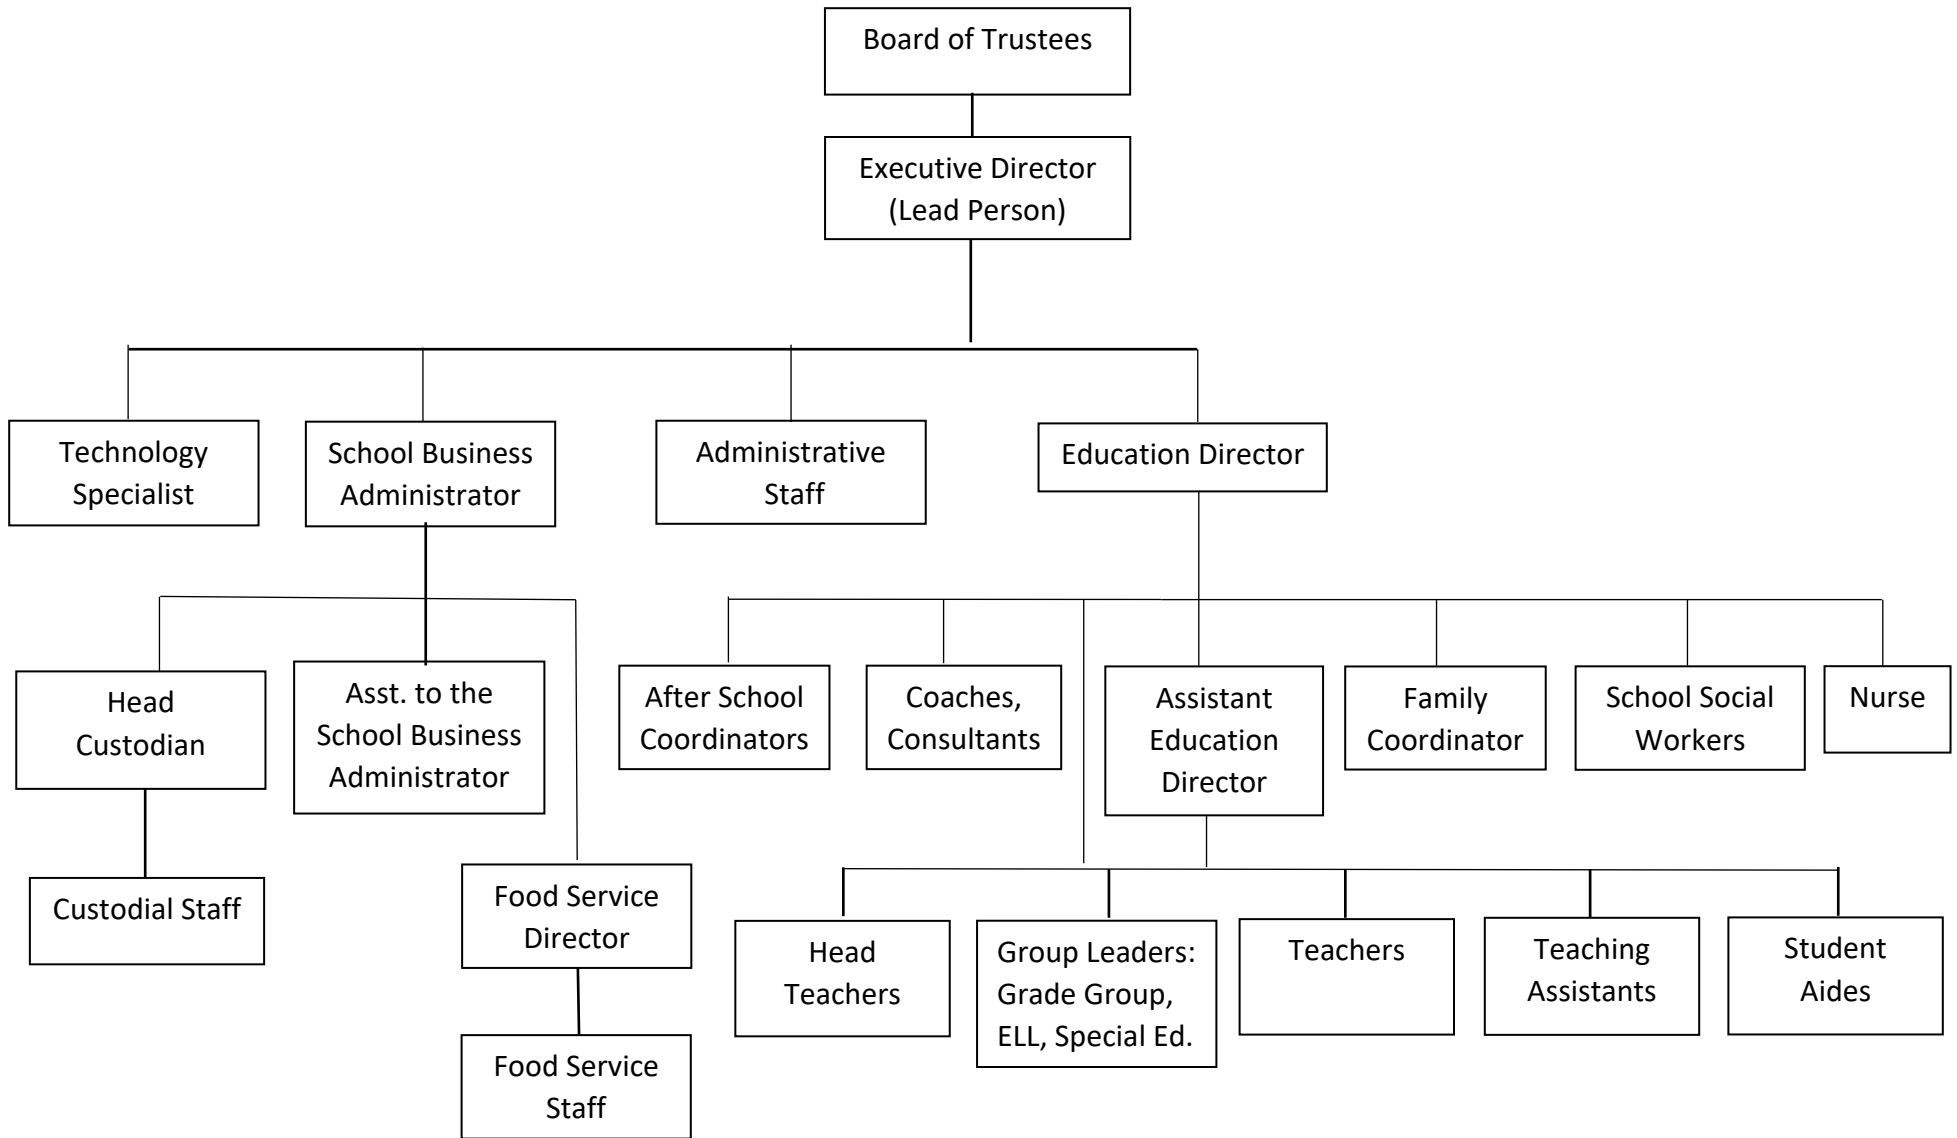 Board of Trustees
Executive Director
(Lead Person)
Technology
Specialist
School Business
Administrator
Administrative
Staff
Education Director
Head
Custodian
Asst. to the
School Business
Administrator
After School
Coordinators
Coaches,
Consultants
Assistant
Education
Director
Family
Coordinator
School Social
Workers
Nurse
Custodial Staff
Food Service
Director
Head
Teachers
Group Leaders:
Grade Group,
ELL, Special Ed.
Teachers
Teaching
Assistants
Student
Aides
Food Service
Staff